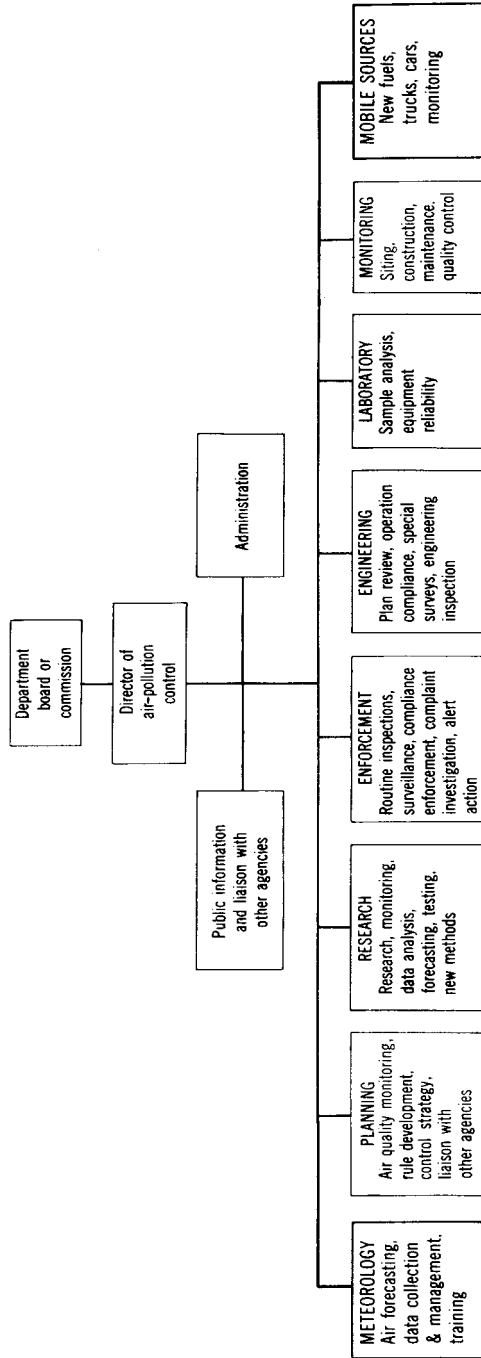 Department
board or
commission
Director of
air-pollution
control
Public information
and liaison with
other agencies
Administration
METEOROLOGY
Air forecasting,
data collection
& management,
training
PLANNING
Air quality monitoring,
rule development,
control strategy,
liaison with
other agencies
RESEARCH
Research, monitoring,
data analysis,
forecasting, testing,
new methods
ENFORCEMENT
Routine inspections,
surveillance, compliance
enforcement, complaint
investigation, alert
action
ENGINEERING
Plan review, operation
compliance, special
surveys, engineering
inspection
LABORATORY
Sample analysis,
equipment
reliability
MONITORING
Siting,
construction,
maintenance.
quality control
MOBILE SOURCES
New fuels,
trucks, cars,
monitoring